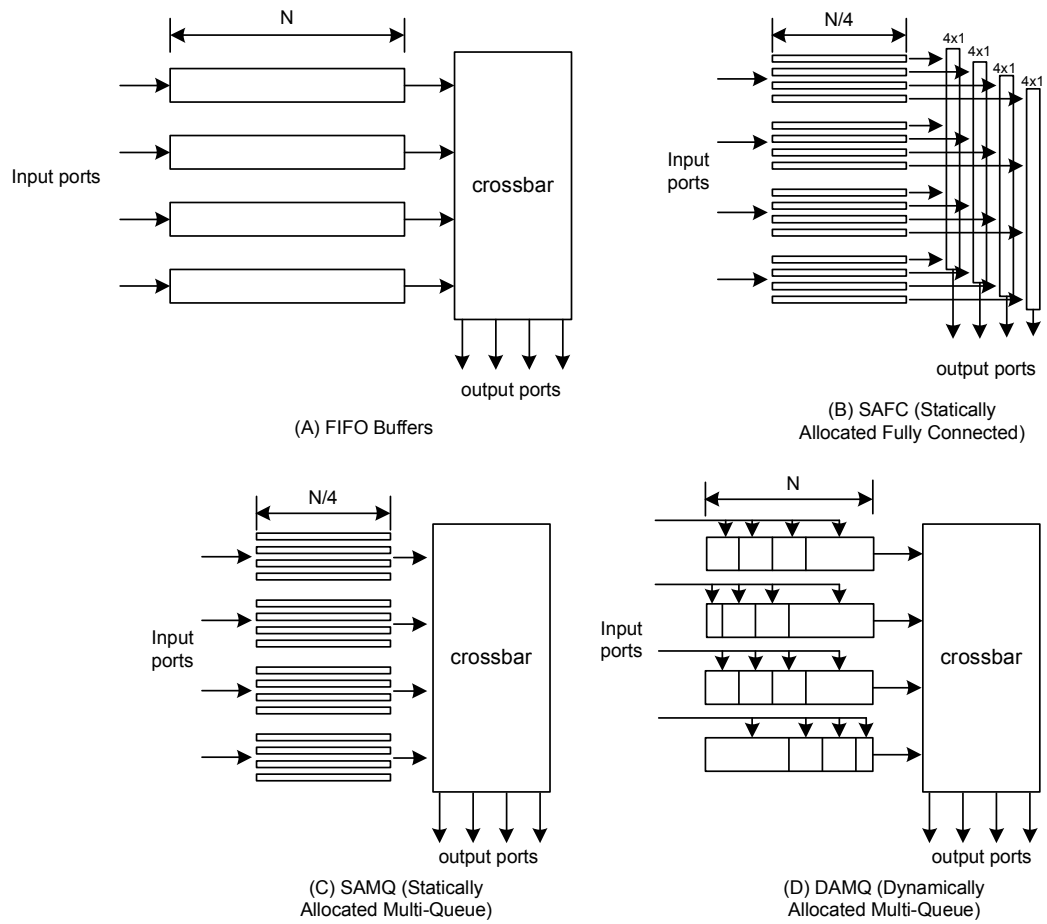 N
Input ports
crossbar
output ports
(A) FIFO Buffers
N/4
4x1
4x1
4x1
4x1
Input
ports
output ports
(B) SAFC (Statically
Allocated Fully Connected)
N/4
Input
ports
crossbar
output ports
(C) SAMQ (Statically
Allocated Multi-Queue)
N
Input
ports
crossbar
output ports
(D) DAMQ (Dynamically
Allocated Multi-Queue)